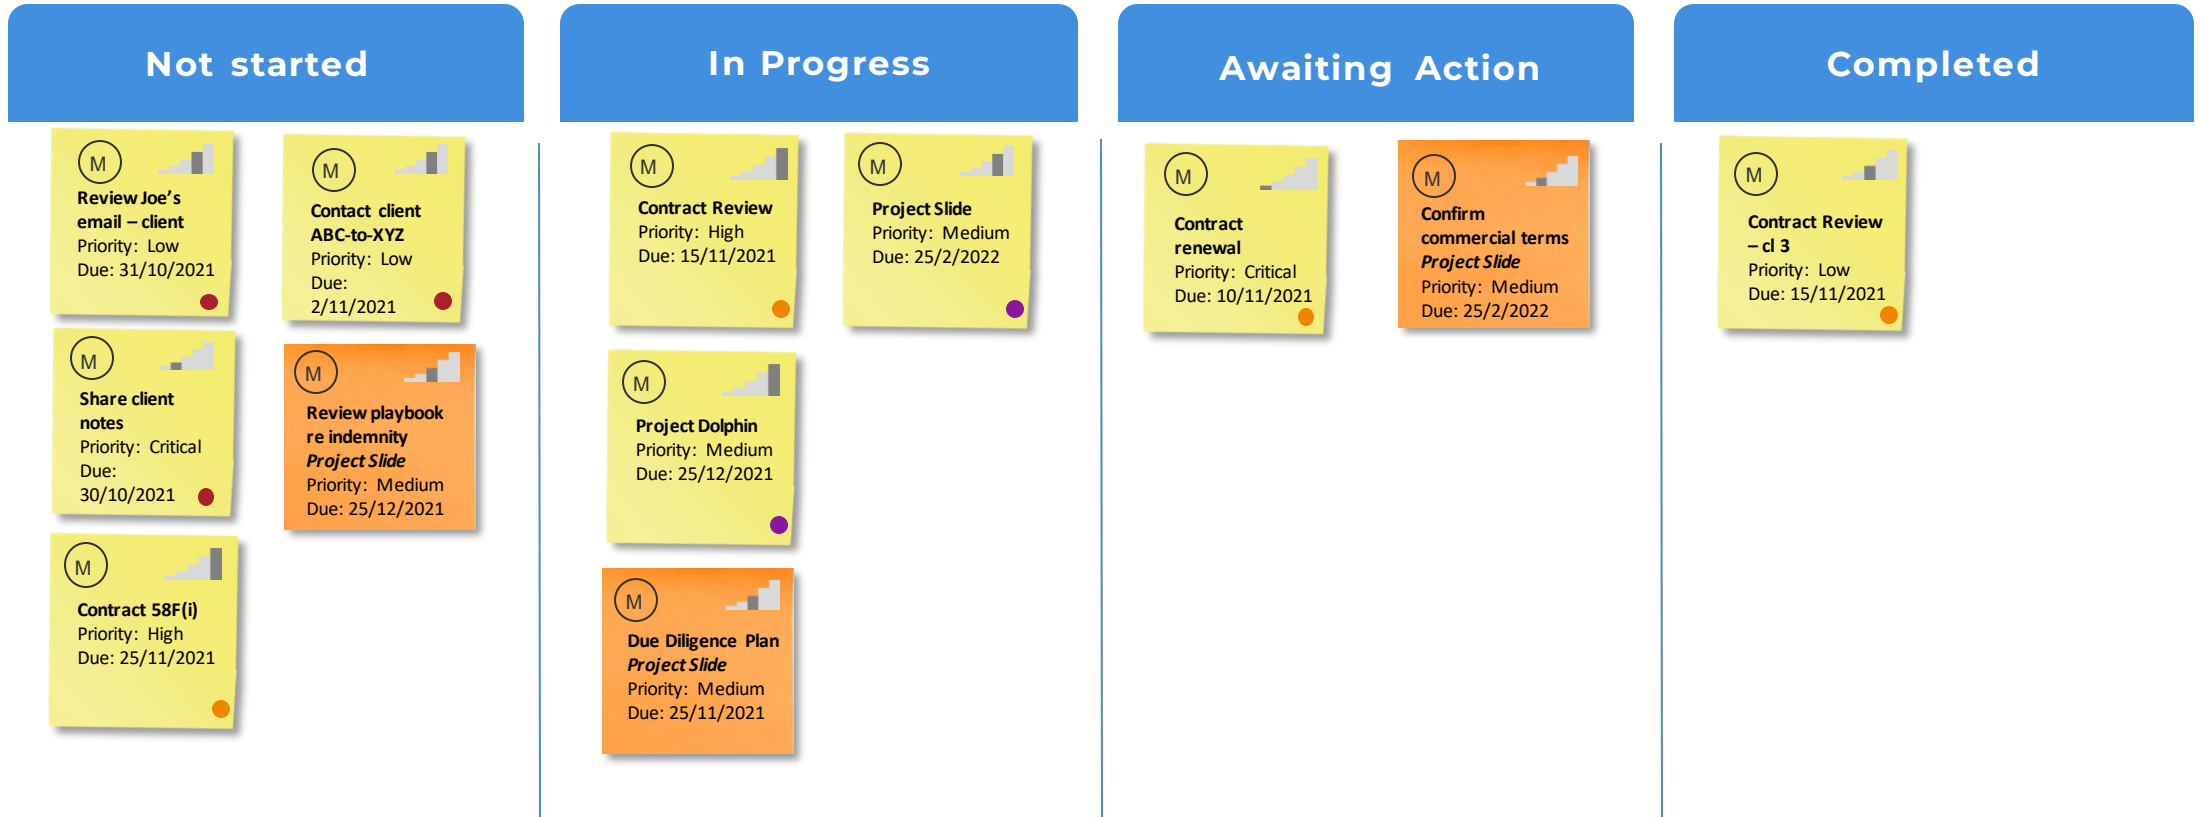 Not started
In Progress
Awaiting Action
Completed
M
Review Joe's
email – client
Priority: Low
Due: 31/10/2021
M
Contact client
ABC-to-XYZ
Priority: Low
Due:
2/11/2021
M
Share client
notes
Priority: Critical
Due:
30/10/2021
M
Review playbook
re indemnity
Project Slide
Priority: Medium
Due: 25/12/2021
M
Contract 58F(i)
Priority: High
Due: 25/11/2021
M
Contract Review
Priority: High
Due: 15/11/2021
M
Project Slide
Priority: Medium
Due: 25/2/2022
M
Project Dolphin
Priority: Medium
Due: 25/12/2021
M
Due Diligence Plan
Project Slide
Priority: Medium
Due: 25/11/2021
M
Contract
renewal
Priority: Critical
Due: 10/11/2021
M
Confirm
commercial terms
Project Slide
Priority: Medium
Due: 25/2/2022
M
Contract Review
– cl 3
Priority: Low
Due: 15/11/2021